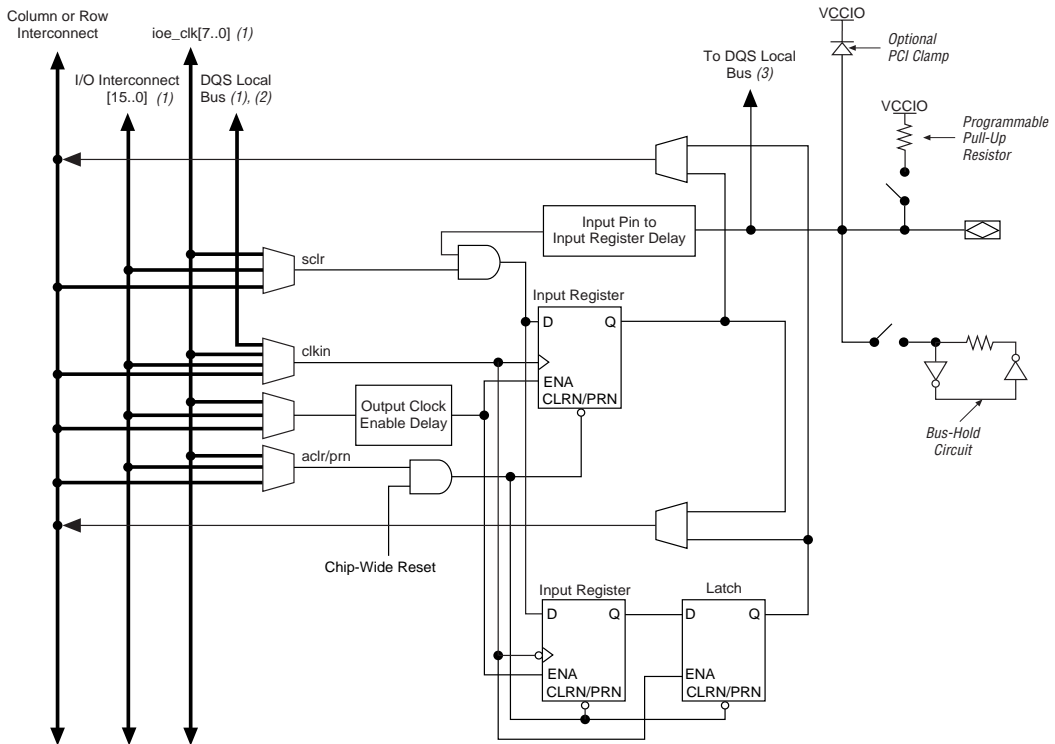 Column or Row
Interconnect
ioe_clk[7..0] (1)
I/O Interconnect
[15..0] (1)
DQS Local
Bus (1), (2)
To DQS Local
Bus (3)
VCCIO
Optional
PCI Clamp
VCCIO
Programmable
Pull-Up
Resistor
Input Pin to
Input Register Delay
sclr
Input Register
D Q
clkin
ENA
CLRN/PRN
Output Clock
Enable Delay
aclr/prn
Bus-Hold
Circuit
Chip-Wide Reset
Input Register
D Q
ENA
CLRN/PRN
Latch
D Q
ENA
CLRN/PRN